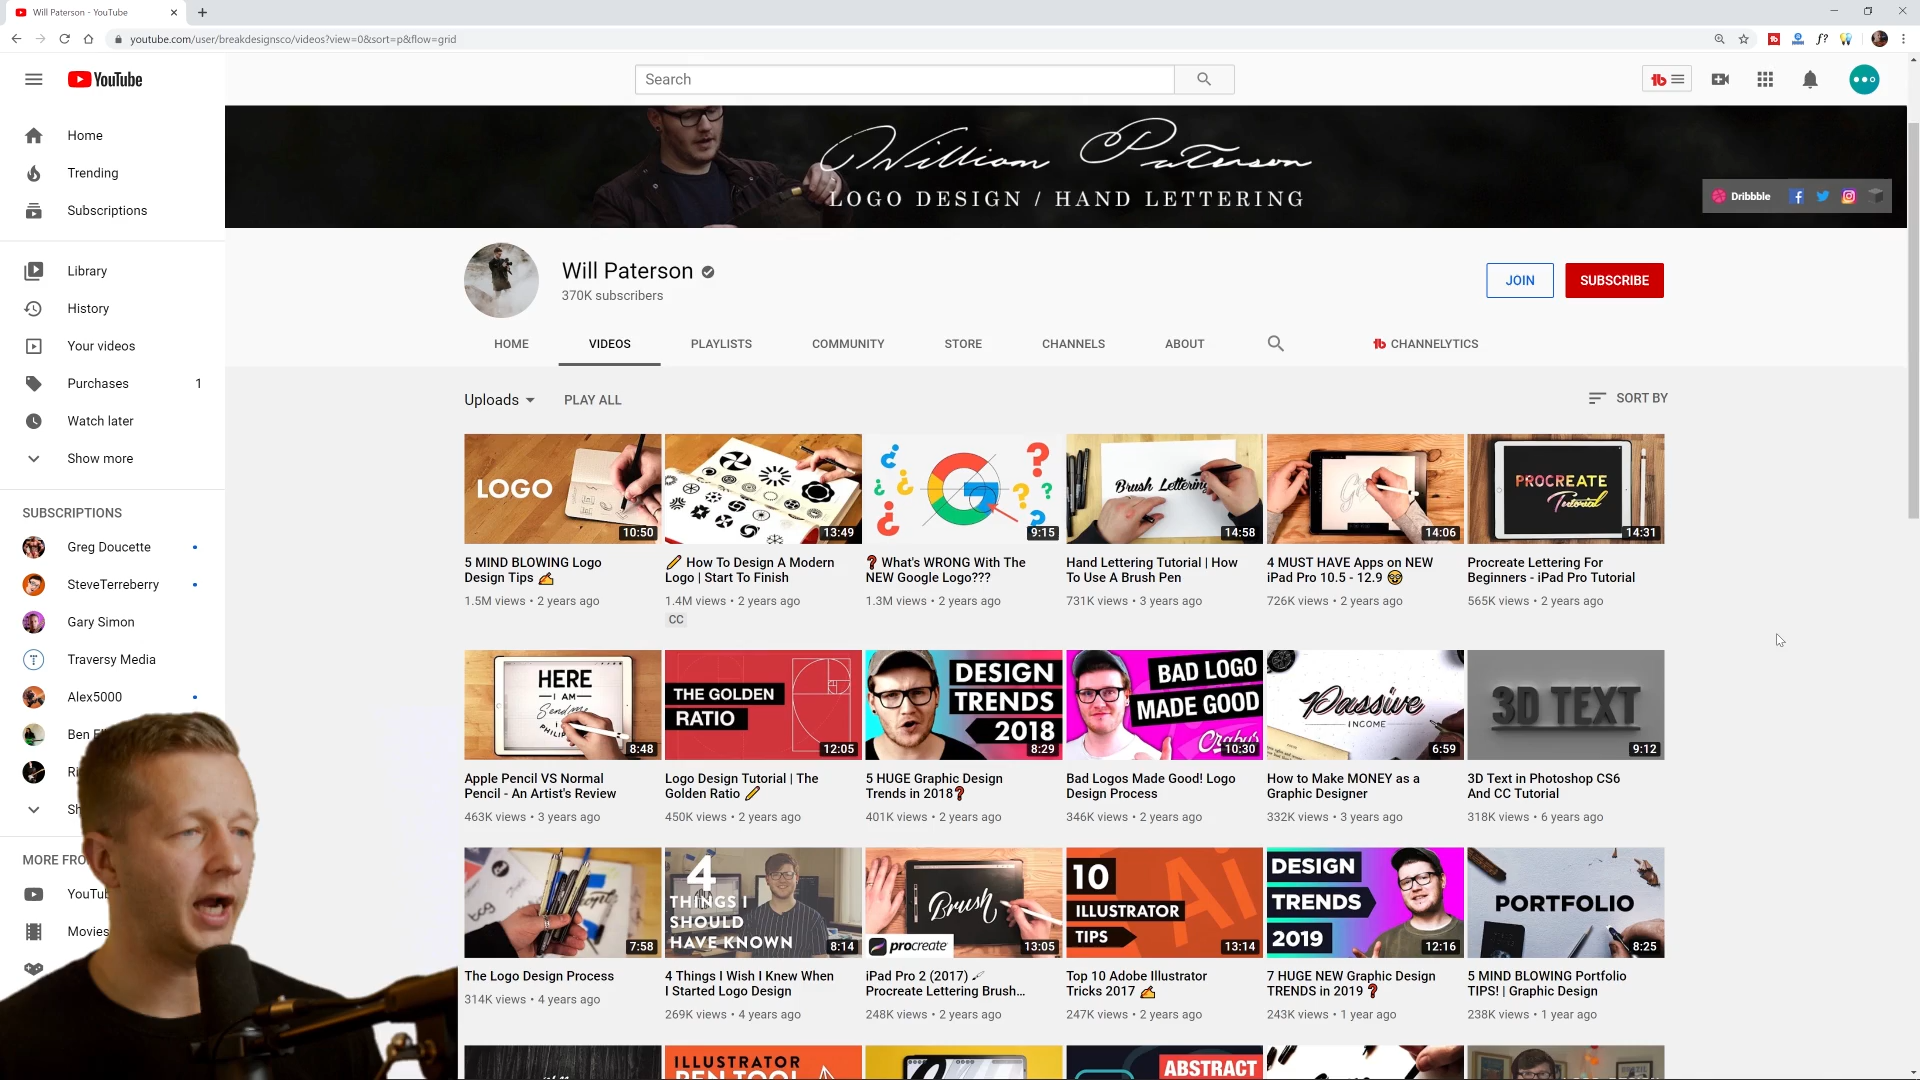 Will Paterson - YouTube
youtube.com/user/breakdesignsco/videos?view=0&sort=p&flow=grid
YouTube
Search
Home
Trending
Subscriptions
Library
History
Your videos
Purchases 1
Watch later
Show more
SUBSCRIPTIONS
Greg Doucette
SteveTerreberry
Gary Simon
Traversy Media
Alex5000
Ben
MORE FRO
YouTub
Movies
William Paterson
LOGO DESIGN / HAND LETTERING
Dribbble
Will Paterson
370K subscribers
JOIN
SUBSCRIBE
HOME VIDEOS PLAYLISTS COMMUNITY STORE CHANNELS ABOUT CHANNELYTICS
Uploads PLAY ALL
SORT BY
LOGO
10:50
5 MIND BLOWING Logo
Design Tips ✍
1.5M views • 2 years ago
13:49
✏ How To Design A Modern
Logo | Start To Finish
1.4M views • 2 years ago
CC
9:15
❓ What's WRONG With The
NEW Google Logo???
1.3M views • 2 years ago
Brush Lettering
14:58
Hand Lettering Tutorial | How
To Use A Brush Pen
731K views • 3 years ago
14:06
4 MUST HAVE Apps on NEW
iPad Pro 10.5 - 12.9 🤓
726K views • 2 years ago
PROCREATE
Tutorial
14:31
Procreate Lettering For
Beginners - iPad Pro Tutorial
565K views • 2 years ago
HERE
I AM
Send me
8:48
Apple Pencil VS Normal
Pencil - An Artist's Review
463K views • 3 years ago
THE GOLDEN
RATIO
12:05
Logo Design Tutorial | The
Golden Ratio ✏
450K views • 2 years ago
DESIGN
TRENDS
2018
8:29
5 HUGE Graphic Design
Trends in 2018❓
401K views • 2 years ago
BAD LOGO
MADE GOOD
10:30
Bad Logos Made Good! Logo
Design Process
346K views • 2 years ago
Passive
INCOME
6:59
How to Make MONEY as a
Graphic Designer
332K views • 3 years ago
3D TEXT
9:12
3D Text in Photoshop CS6
And CC Tutorial
318K views • 6 years ago
7:58
The Logo Design Process
314K views • 4 years ago
4
THINGS I
SHOULD
HAVE KNOWN
8:14
4 Things I Wish I Knew When
I Started Logo Design
269K views • 4 years ago
Brush
procreate
13:05
iPad Pro 2 (2017) 🖌
Procreate Lettering Brush...
248K views • 2 years ago
10
ILLUSTRATOR
TIPS
Ai
13:14
Top 10 Adobe Illustrator
Tricks 2017 ✍
247K views • 2 years ago
DESIGN
TRENDS
2019
12:16
7 HUGE NEW Graphic Design
TRENDS in 2019 ❓
243K views • 1 year ago
PORTFOLIO
8:25
5 MIND BLOWING Portfolio
TIPS! | Graphic Design
238K views • 1 year ago
ILLUSTRATOR
PEN TOOL
ABSTRACT